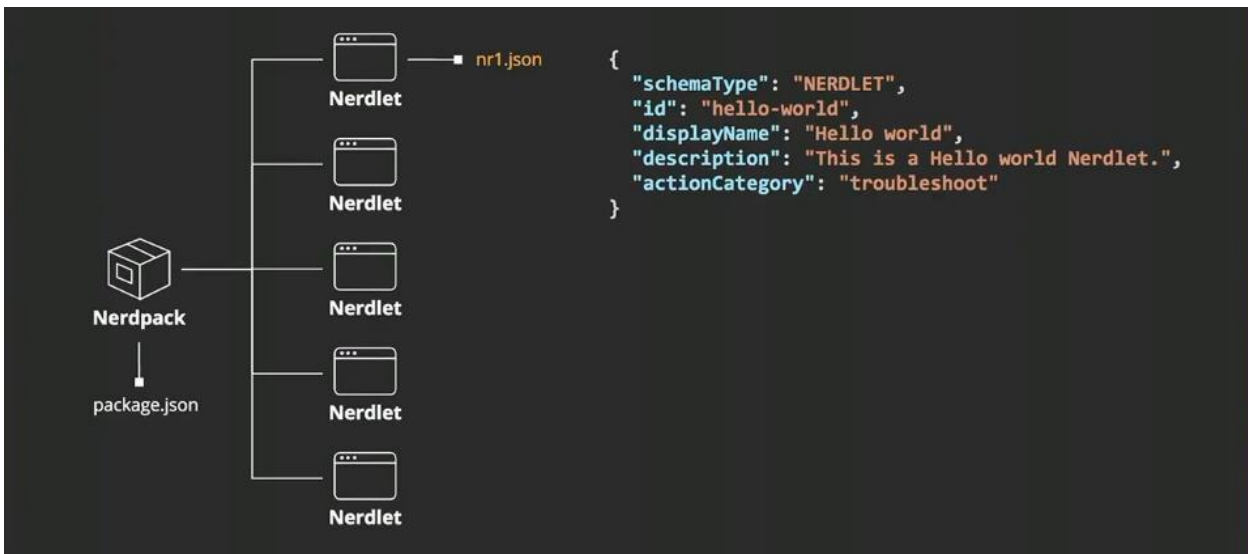 Nerdlet
nr1.json
{
"schemaType": "NERDLET",
"id": "hello-world",
"displayName": "Hello world",
"description": "This is a Hello world Nerdlet.",
"actionCategory": "troubleshoot"
}
Nerdlet
Nerdpack
package.json
Nerdlet
Nerdlet
Nerdlet